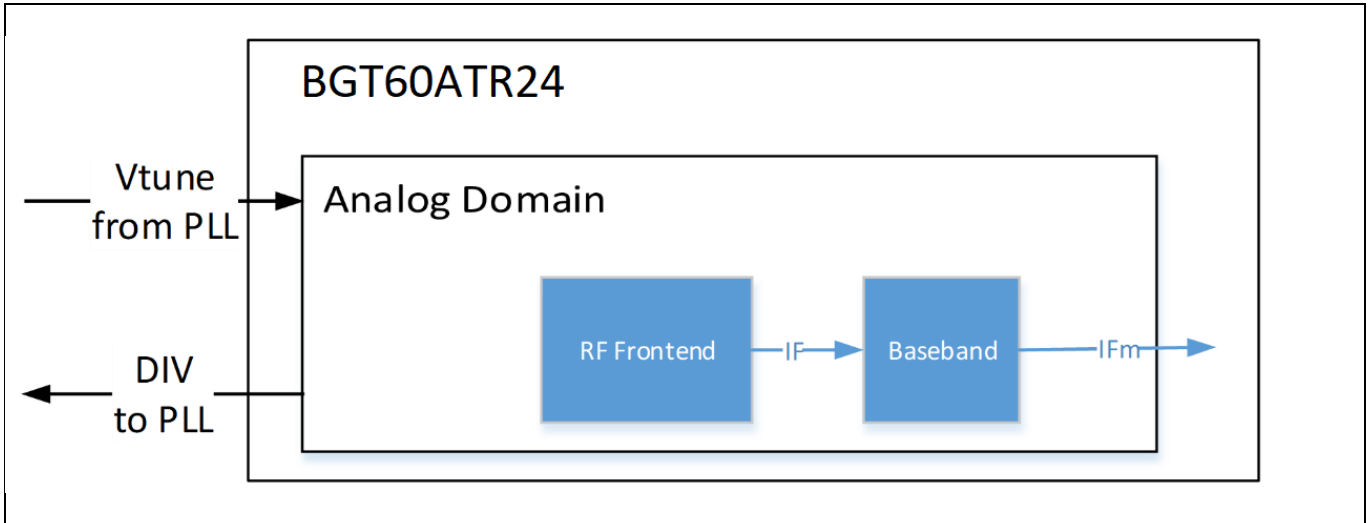 BGT60ATR24
Vtune
from PLL
Analog Domain
RF Frontend
IF
Baseband
IFm
DIV
to PLL